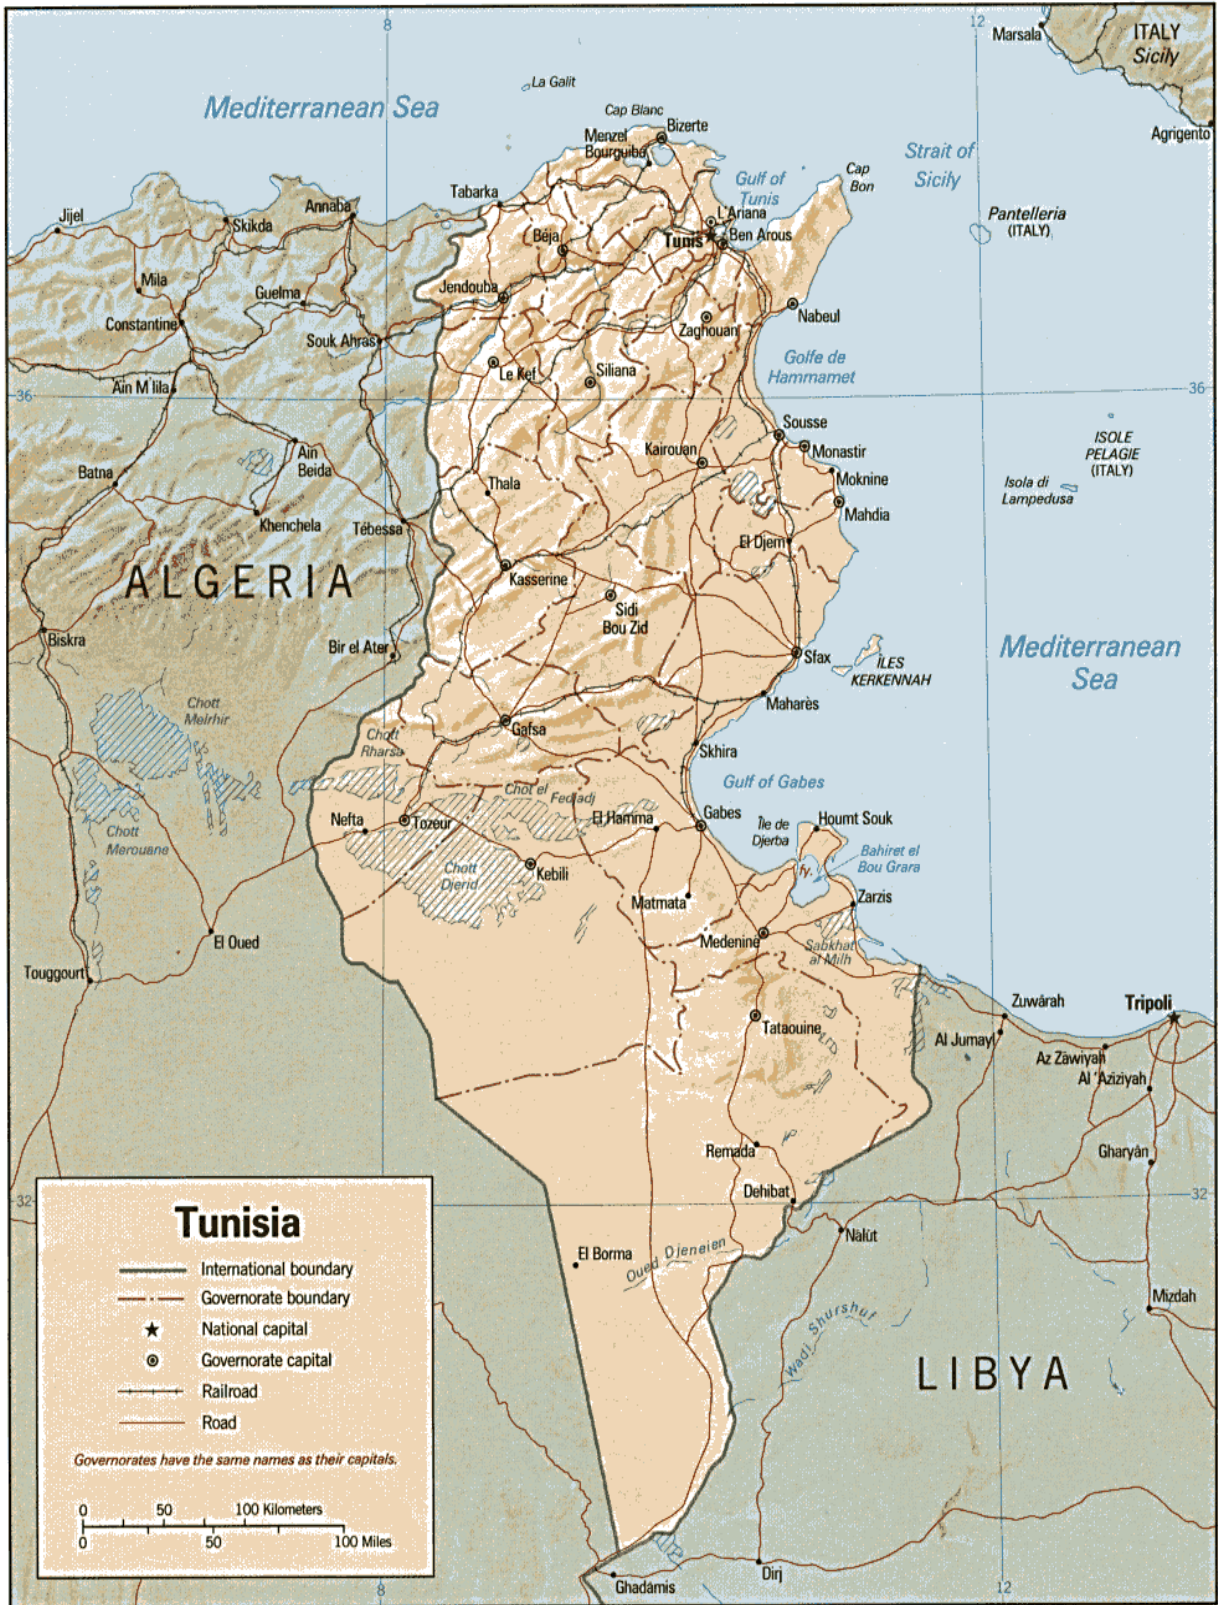 8
12
Marsala
ITALY
Sicily
La Galit
Mediterranean Sea
Cap Blanc
Bizerte
Menzel
Bourguiba
Agrigento
Strait of
Sicily
Cap
Bon
Gulf of
Tunis
Tabarka
Annaba
Jijel
Skikda
L'Ariana
Pantelleria
(ITALY)
Béja
Tunis
Ben Arous
Mila
Guelma
Jendouba
Nabeul
Constantine
Zaghouan
Souk Ahras
Golfe de
Hammamet
Le Kef
Siliana
Ain M'lila
36
36
Sousse
ISOLE
PELAGIE
(ITALY)
Kairouan
Monastir
Ain
Beida
Batna
Moknine
Thala
Isola di
Lampedusa
Mahdia
Khenchela
Tébessa
El Djem
ALGERIA
Kasserine
Sidi
Bou Zid
Biskra
Bir el Ater
Sfax
ÎLES
KERKENNAH
Mediterranean
Sea
Chott
Melrhir
Maharès
Gafsa
Chott
Rharsa
Skhira
Gulf of Gabes
Chot el
Fedjadj
Nefta
Tozeur
El Hamma
Gabes
Île de
Djerba
Houmt Souk
Chott
Merouane
Bahiret el
Bou Grara
fy.
Chott
Djerid
Kebili
Matmata
Zarzis
El Oued
Medenine
Sabkhat
al Milh
Touggourt
Zuwārah
Tripoli
Tataouine
Al Jumayl
Az Zāwiyah
Al 'Azīzīyah
Remada
Gharyān
Dehibat
32
32
Nālūt
El Borma
Oued Djeneien
Mizdah
Wadi Shurshuf
LIBYA
Tunisia
International boundary
Governorate boundary
National capital
Governorate capital
Railroad
Road
Governorates have the same names as their capitals.
0 50 100 Kilometers
0 50 100 Miles
Ghadāmis
Dirj
8
12